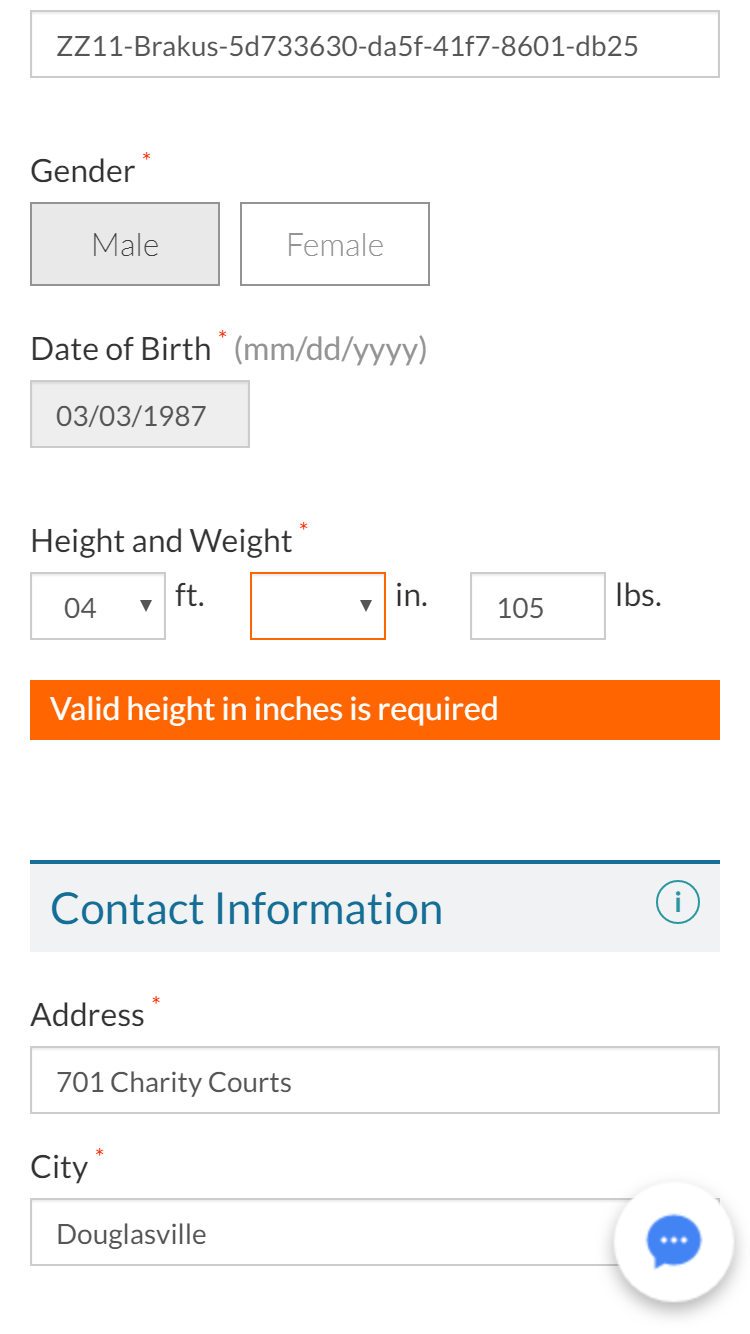 ZZ11-Brakus-5d733630-da5f-41f7-8601-db25
Gender *
Male Female
Date of Birth * (mm/dd/yyyy)
03/03/1987
Height and Weight *
04 ft. in. 105 lbs.
Valid height in inches is required
Contact Information
Address *
701 Charity Courts
City *
Douglasville